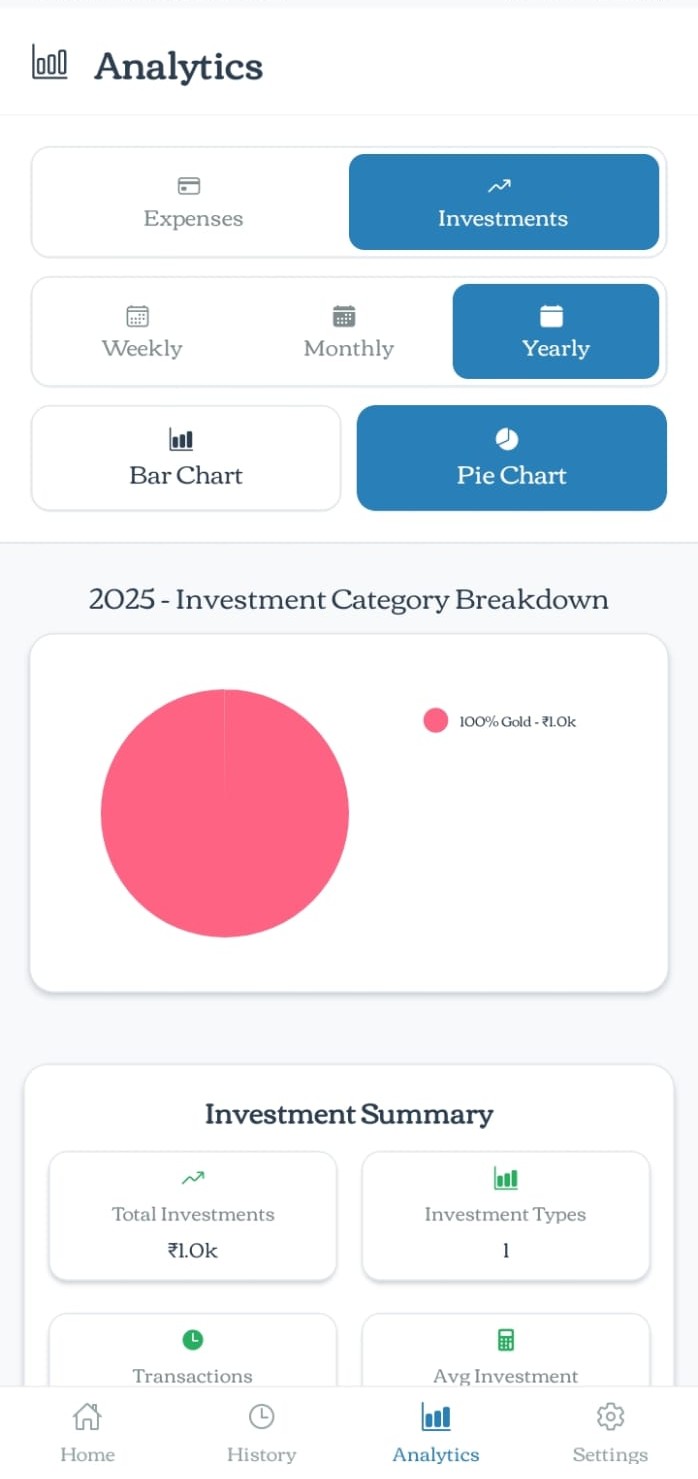 Analytics
Expenses
Investments
Weekly
Monthly
Yearly
Bar Chart
Pie Chart
2025 - Investment Category Breakdown
100% Gold - ₹1.0k
Investment Summary
Total Investments
₹1.0k
Investment Types
1
Transactions
Avg Investment
Home
History
Analytics
Settings